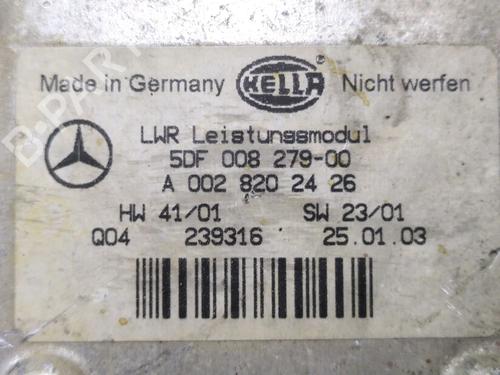 Made in Germany HELLA Nicht werfen
LWR Leistungsmodul
5DF 008 279-00
A 002 820 24 26
HW 41/01 SW 23/01
Q04 239316 25.01.03